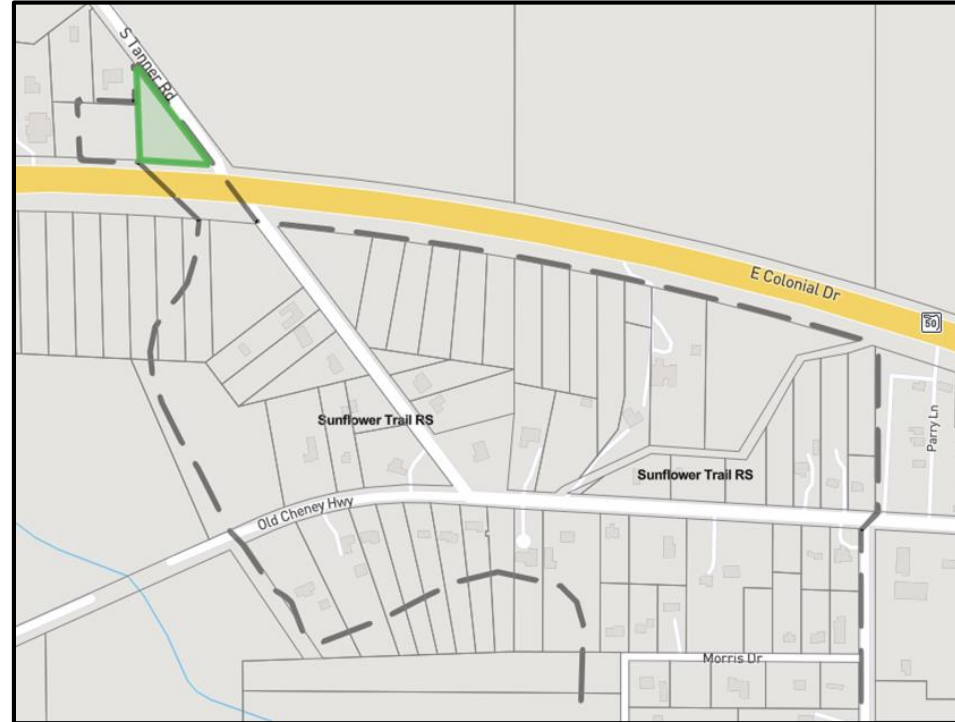 S Tanner Rd
E Colonial Dr
50
Parry Ln
Sunflower Trail RS
Sunflower Trail RS
Old Cheney Hwy
Morris Dr